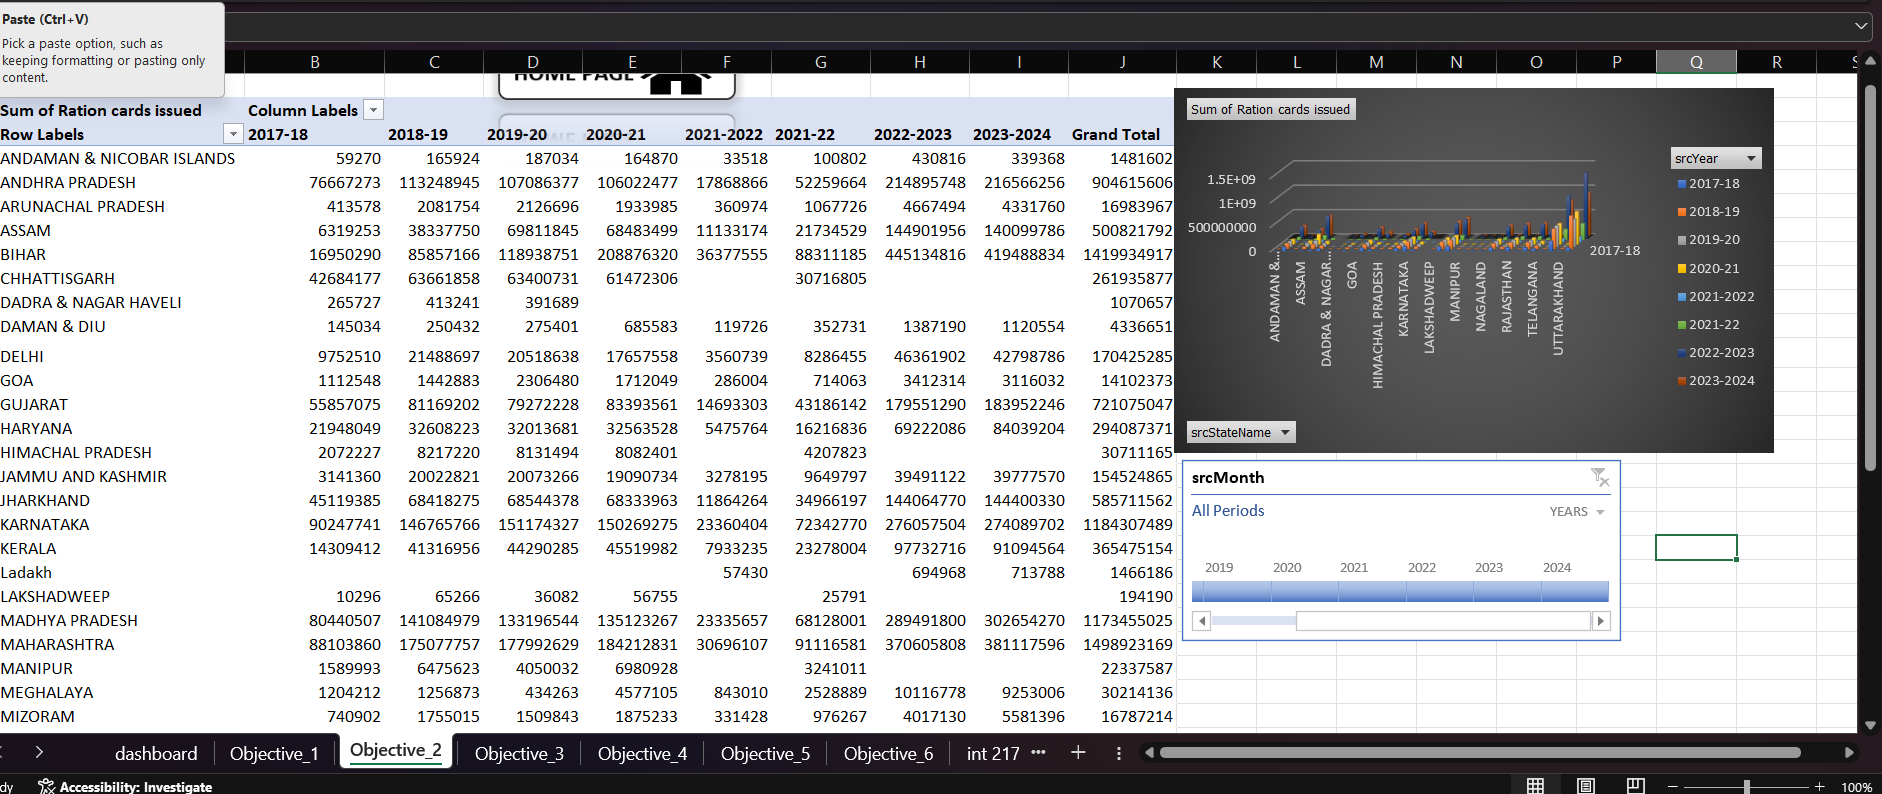 Paste (Ctrl+V)
Pick a paste option, such as
keeping formatting or pasting only
content.
B C D E F G H I J K L M N O P Q R S
HOME PAGE
Sum of Ration cards issued Column Labels
Row Labels 2017-18 2018-19 2019-20 2020-21 2021-2022 2021-22 2022-2023 2023-2024 Grand Total
ANDAMAN & NICOBAR ISLANDS 59270 165924 187034 164870 33518 100802 430816 339368 1481602
ANDHRA PRADESH 76667273 113248945 107086377 106022477 17868866 52259664 214895748 216566256 904615606
ARUNACHAL PRADESH 413578 2081754 2126696 1933985 360974 1067726 4667494 4331760 16983967
ASSAM 6319253 38337750 69811845 68483499 11133174 21734529 144901956 140099786 500821792
BIHAR 16950290 85857166 118938751 208876320 36377555 88311185 445134816 419488834 1419934917
CHHATTISGARH 42684177 63661858 63400731 61472306 30716805 261935877
DADRA & NAGAR HAVELI 265727 413241 391689 1070657
DAMAN & DIU 145034 250432 275401 685583 119726 352731 1387190 1120554 4336651
DELHI 9752510 21488697 20518638 17657558 3560739 8286455 46361902 42798786 170425285
GOA 1112548 1442883 2306480 1712049 286004 714063 3412314 3116032 14102373
GUJARAT 55857075 81169202 79272228 83393561 14693303 43186142 179551290 183952246 721075047
HARYANA 21948049 32608223 32013681 32563528 5475764 16216836 69222086 84039204 294087371
HIMACHAL PRADESH 2072227 8217220 8131494 8082401 4207823 30711165
JAMMU AND KASHMIR 3141360 20022821 20073266 19090734 3278195 9649797 39491122 39777570 154524865
JHARKHAND 45119385 68418275 68544378 68333963 11864264 34966197 144064770 144400330 585711562
KARNATAKA 90247741 146765766 151174327 150269275 23360404 72342770 276057504 274089702 1184307489
KERALA 14309412 41316956 44290285 45519982 7933235 23278004 97732716 91094564 365475154
Ladakh 57430 694968 713788 1466186
LAKSHADWEEP 10296 65266 36082 56755 25791 194190
MADHYA PRADESH 80440507 141084979 133196544 135123267 23335657 68128001 289491800 302654270 1173455025
MAHARASHTRA 88103860 175077757 177992629 184212831 30696107 91116581 370605808 381117596 1498923169
MANIPUR 1589993 6475623 4050032 6980928 3241011 22337587
MEGHALAYA 1204212 1256873 434263 4577105 843010 2528889 10116778 9253006 30214136
MIZORAM 740902 1755015 1509843 1875233 331428 976267 4017130 5581396 16787214
Sum of Ration cards issued
1.5E+09
1E+09
500000000
0
2017-18
ANDAMAN &...
ASSAM
DADRA & NAGAR...
GOA
HIMACHAL PRADESH
KARNATAKA
LAKSHADWEEP
MANIPUR
NAGALAND
RAJASTHAN
TELANGANA
UTTARAKHAND
srcYear
2017-18
2018-19
2019-20
2020-21
2021-2022
2021-22
2022-2023
2023-2024
srcStateName
srcMonth
All Periods YEARS
2019 2020 2021 2022 2023 2024
dashboard Objective_1 Objective_2 Objective_3 Objective_4 Objective_5 Objective_6 int 217 ···
dy Accessibility: Investigate 100%